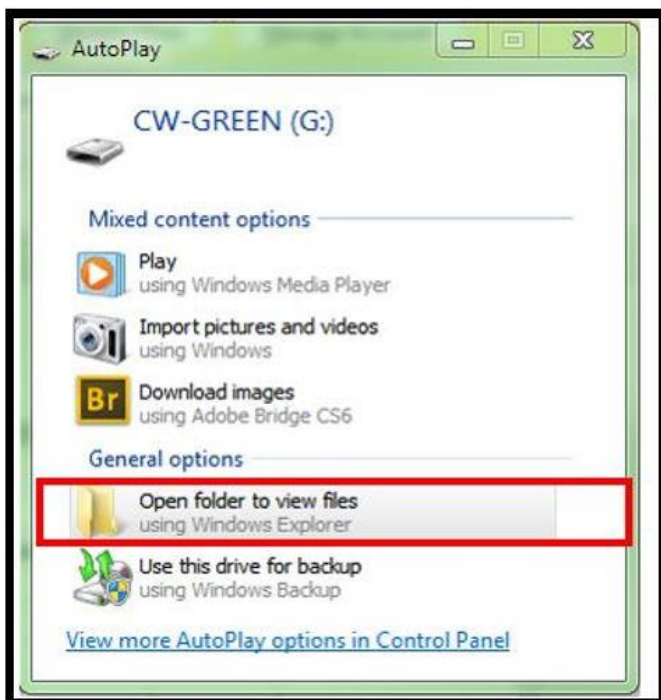 AutoPlay
CW-GREEN (G:)
Mixed content options
Play
using Windows Media Player
Import pictures and videos
using Windows
Br
Download images
using Adobe Bridge CS6
General options
Open folder to view files
using Windows Explorer
Use this drive for backup
using Windows Backup
View more AutoPlay options in Control Panel